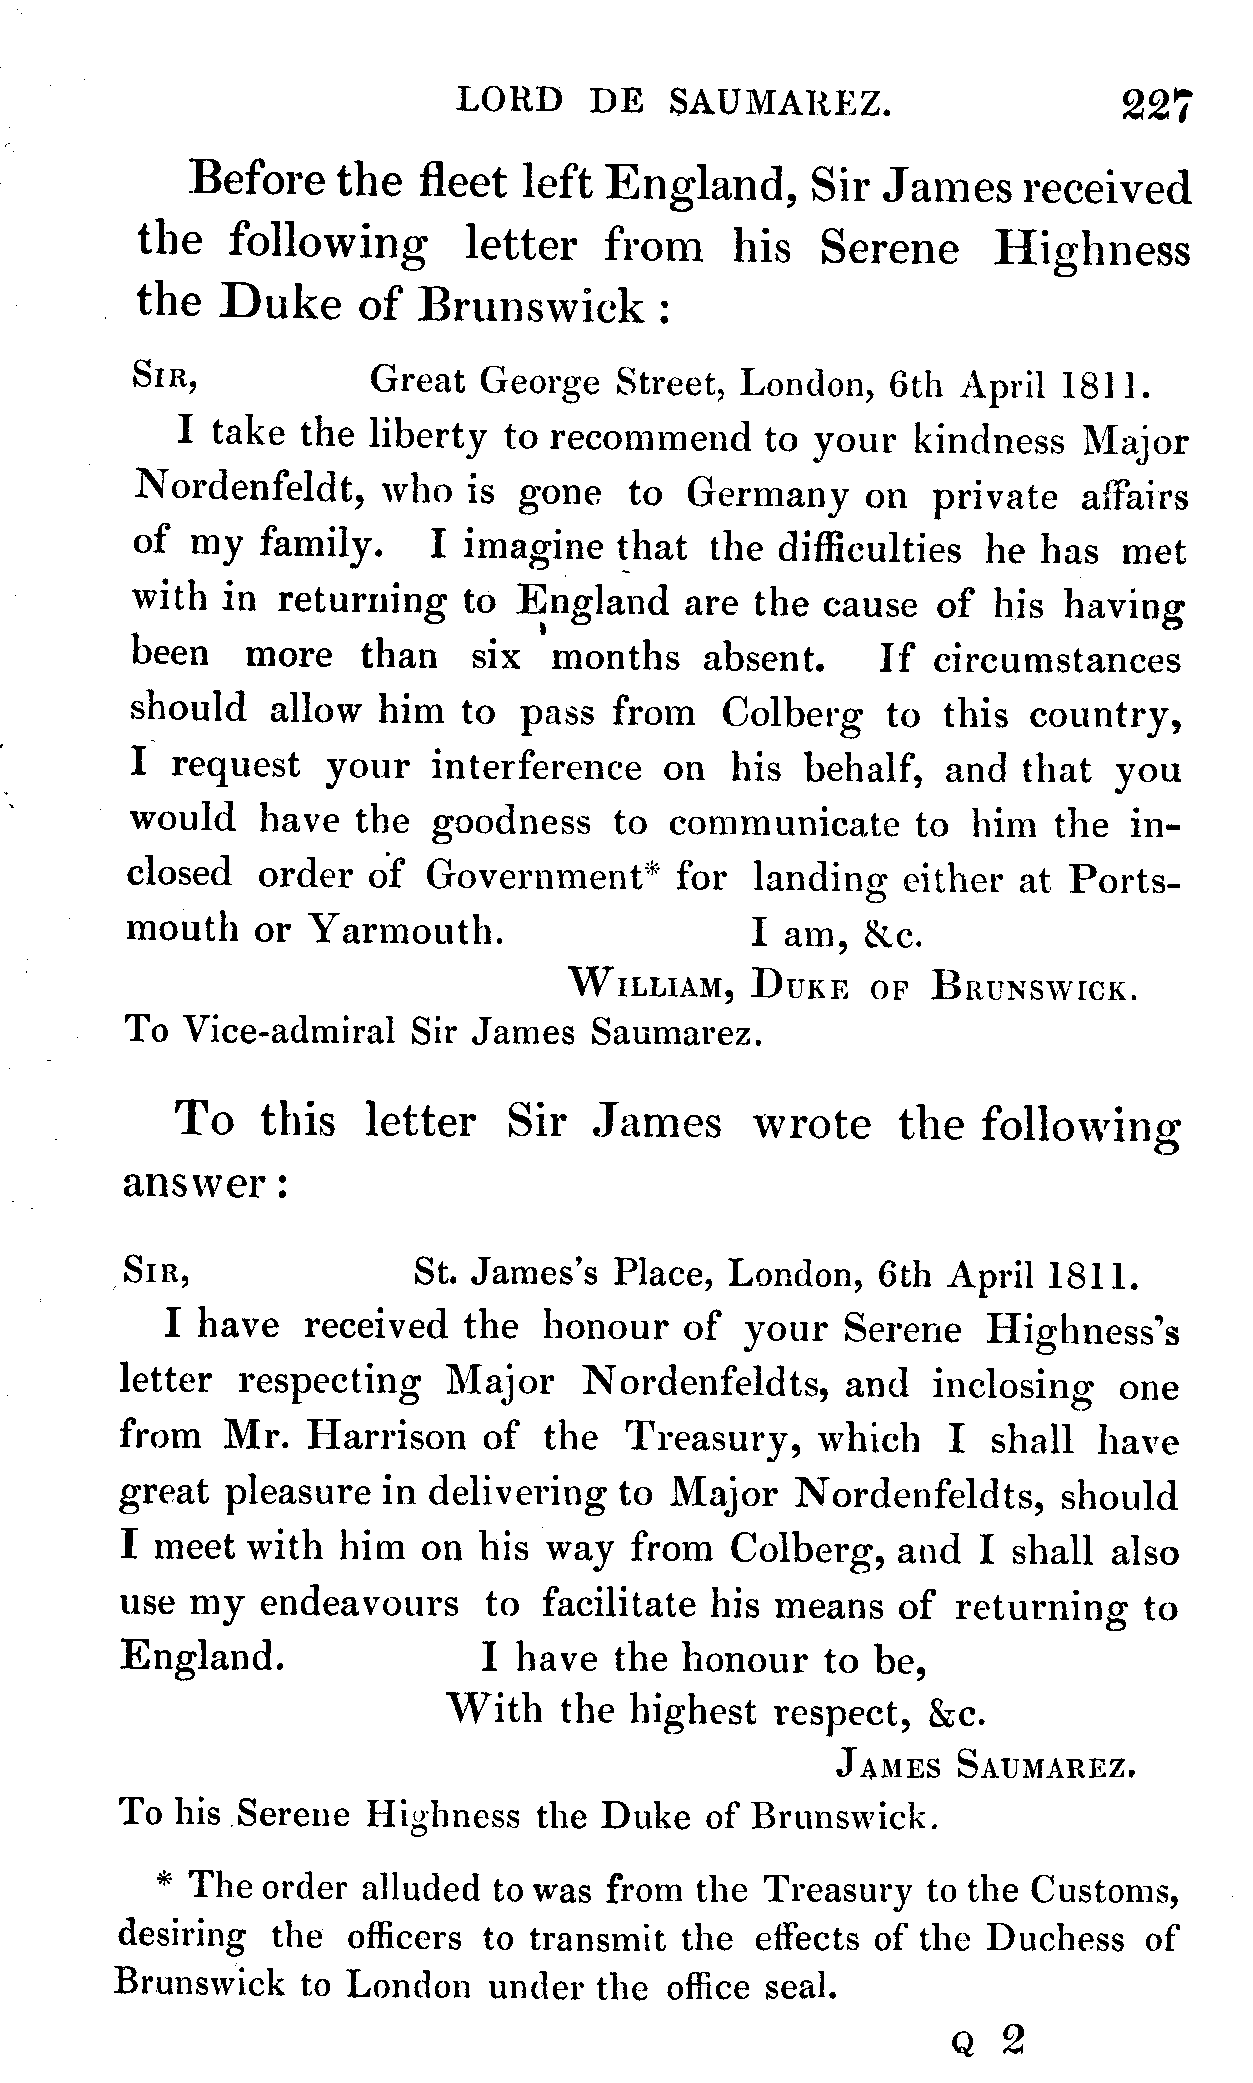 LORD DE SAUMAREZ. 227
Before the fleet left England, Sir James received
the following letter from his Serene Highness
the Duke of Brunswick :
SIR, Great George Street, London, 6th April 1811.
I take the liberty to recommend to your kindness Major
Nordenfeldt, who is gone to Germany on private affairs
of my family. I imagine that the difficulties he has met
with in returning to England are the cause of his having
been more than six months absent. If circumstances
should allow him to pass from Colberg to this country,
I request your interference on his behalf, and that you
would have the goodness to communicate to him the in-
closed order of Government* for landing either at Ports-
mouth or Yarmouth. I am, &c.
WILLIAM, DUKE OF BRUNSWICK.
To Vice-admiral Sir James Saumarez.
To this letter Sir James wrote the following
answer :
SIR, St. James's Place, London, 6th April 1811.
I have received the honour of your Serene Highness's
letter respecting Major Nordenfeldts, and inclosing one
from Mr. Harrison of the Treasury, which I shall have
great pleasure in delivering to Major Nordenfeldts, should
I meet with him on his way from Colberg, and I shall also
use my endeavours to facilitate his means of returning to
England. I have the honour to be,
With the highest respect, &c.
JAMES SAUMAREZ.
To his Serene Highness the Duke of Brunswick.
* The order alluded to was from the Treasury to the Customs,
desiring the officers to transmit the effects of the Duchess of
Brunswick to London under the office seal.
Q 2